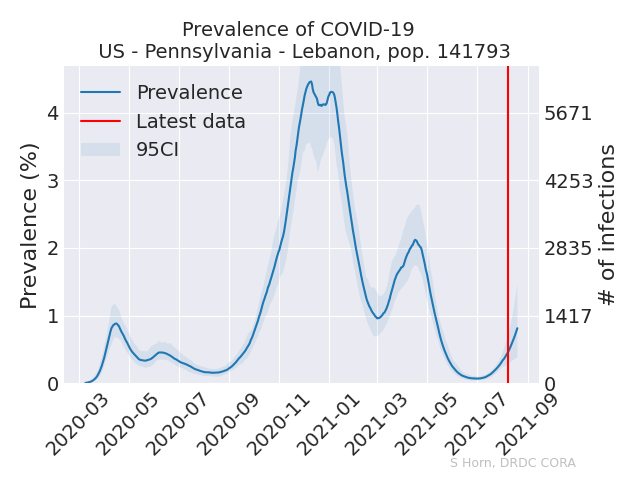 Prevalence of COVID-19
US - Pennsylvania - Lebanon, pop. 141793
Prevalence
Latest data
95CI
Prevalence (%)
4
3
2
1
0
5671
4253
2835
1417
0
# of infections
2020-03
2020-05
2020-07
2020-09
2020-11
2021-01
2021-03
2021-05
2021-07
2021-09
S Horn, DRDC CORA